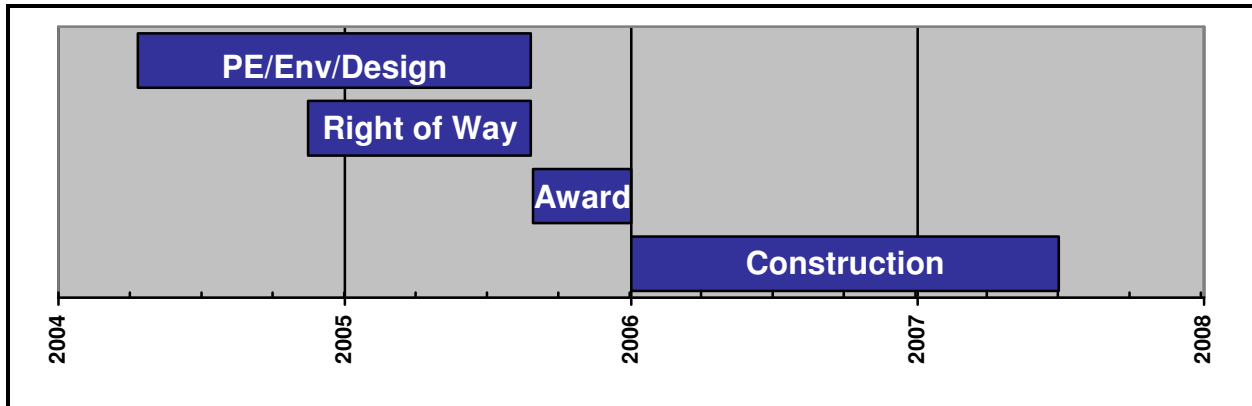 PE/Env/Design
Right of Way
Award
Construction
2004
2005
2006
2007
2008